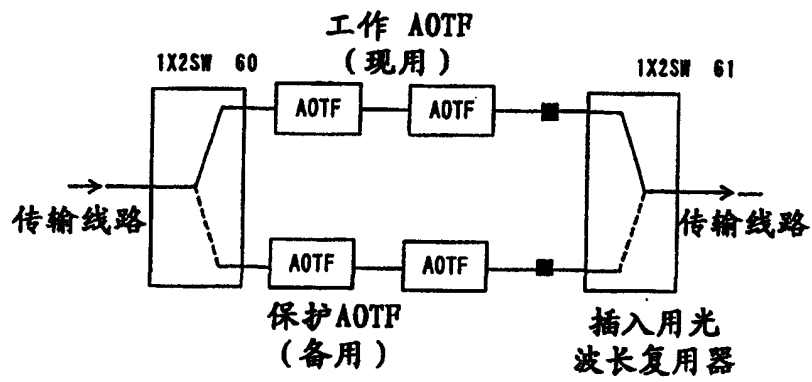 工作 AOTF
(现用)
1X2SW 60
1X2SW 61
AOTF
AOTF
传输线路
传输线路
AOTF
AOTF
保护AOTF
(备用)
插入用光
波长复用器